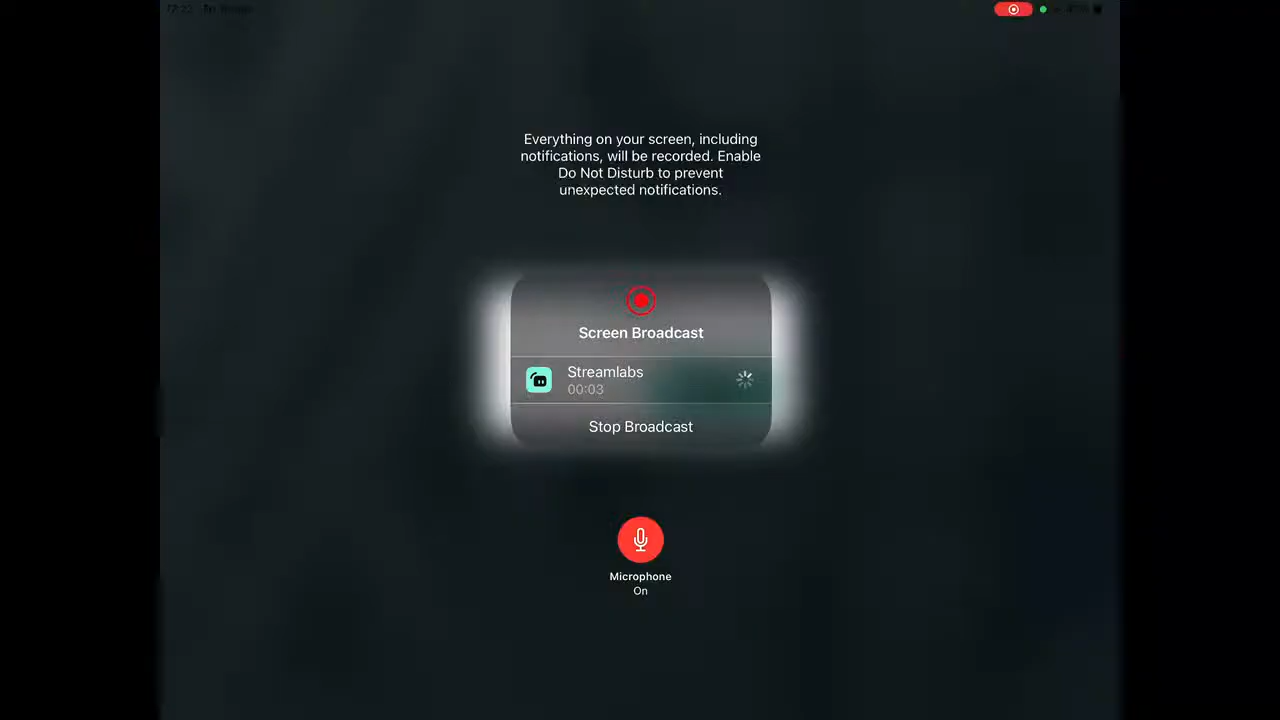 Everything on your screen, including
notifications, will be recorded. Enable
Do Not Disturb to prevent
unexpected notifications.
Screen Broadcast
Streamlabs
00:03
Stop Broadcast
Microphone
On